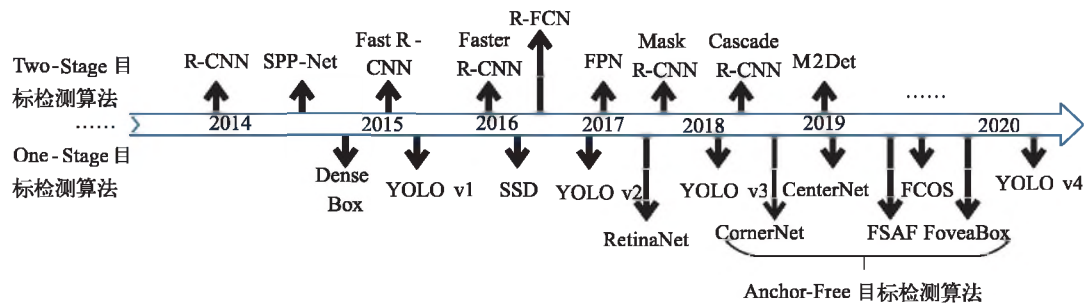 R-FCN
Two-Stage 目
标检测算法
R-CNN
SPP-Net
Fast R -
CNN
Faster
R-CNN
FPN
Mask
R-CNN
Cascade
R-CNN
M2Det
……
……
2014
2015
2016
2017
2018
2019
2020
One-Stage 目
标检测算法
Dense
Box
YOLO v1
SSD
YOLO v2
RetinaNet
YOLO v3
CornerNet
CenterNet
FSAF
FCOS
FoveaBox
YOLO v4
Anchor-Free 目标检测算法